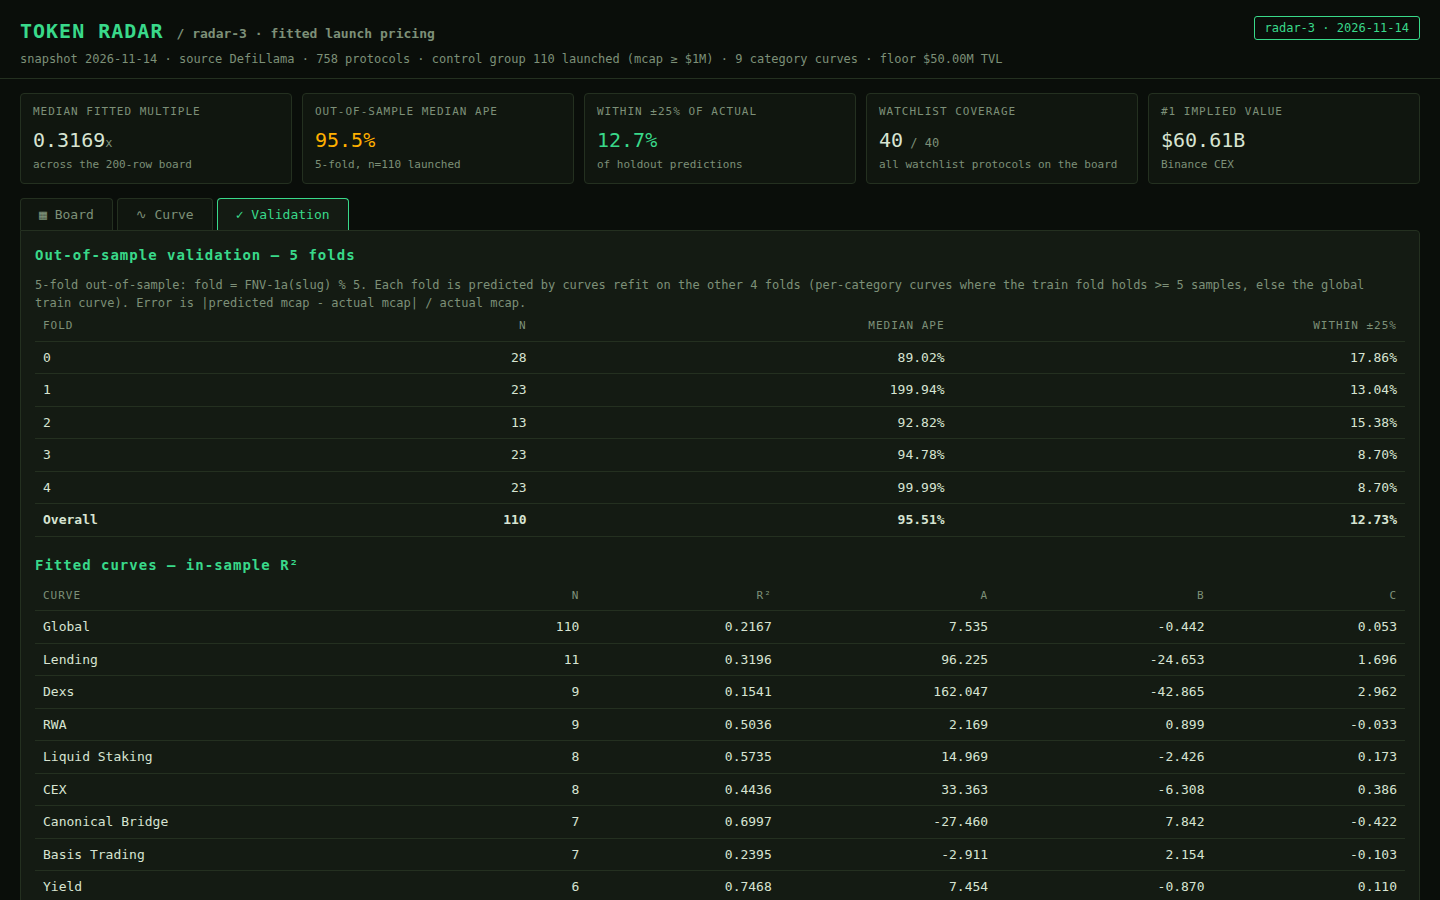 TOKEN RADAR / radar-3 · fitted launch pricing
radar-3 · 2026-11-14
snapshot 2026-11-14 · source DefiLlama · 758 protocols · control group 110 launched (mcap ≥ $1M) · 9 category curves · floor $50.00M TVL
MEDIAN FITTED MULTIPLE
0.3169x
across the 200-row board
OUT-OF-SAMPLE MEDIAN APE
95.5%
5-fold, n=110 launched
WITHIN ±25% OF ACTUAL
12.7%
of holdout predictions
WATCHLIST COVERAGE
40 / 40
all watchlist protocols on the board
#1 IMPLIED VALUE
$60.61B
Binance CEX
▦ Board
∿ Curve
✓ Validation
Out-of-sample validation — 5 folds
5-fold out-of-sample: fold = FNV-1a(slug) % 5. Each fold is predicted by curves refit on the other 4 folds (per-category curves where the train fold holds >= 5 samples, else the global
train curve). Error is |predicted mcap - actual mcap| / actual mcap.
FOLD N MEDIAN APE WITHIN ±25%
0 28 89.02% 17.86%
1 23 199.94% 13.04%
2 13 92.82% 15.38%
3 23 94.78% 8.70%
4 23 99.99% 8.70%
Overall 110 95.51% 12.73%
Fitted curves — in-sample R²
CURVE N R² A B C
Global 110 0.2167 7.535 -0.442 0.053
Lending 11 0.3196 96.225 -24.653 1.696
Dexs 9 0.1541 162.047 -42.865 2.962
RWA 9 0.5036 2.169 0.899 -0.033
Liquid Staking 8 0.5735 14.969 -2.426 0.173
CEX 8 0.4436 33.363 -6.308 0.386
Canonical Bridge 7 0.6997 -27.460 7.842 -0.422
Basis Trading 7 0.2395 -2.911 2.154 -0.103
Yield 6 0.7468 7.454 -0.870 0.110